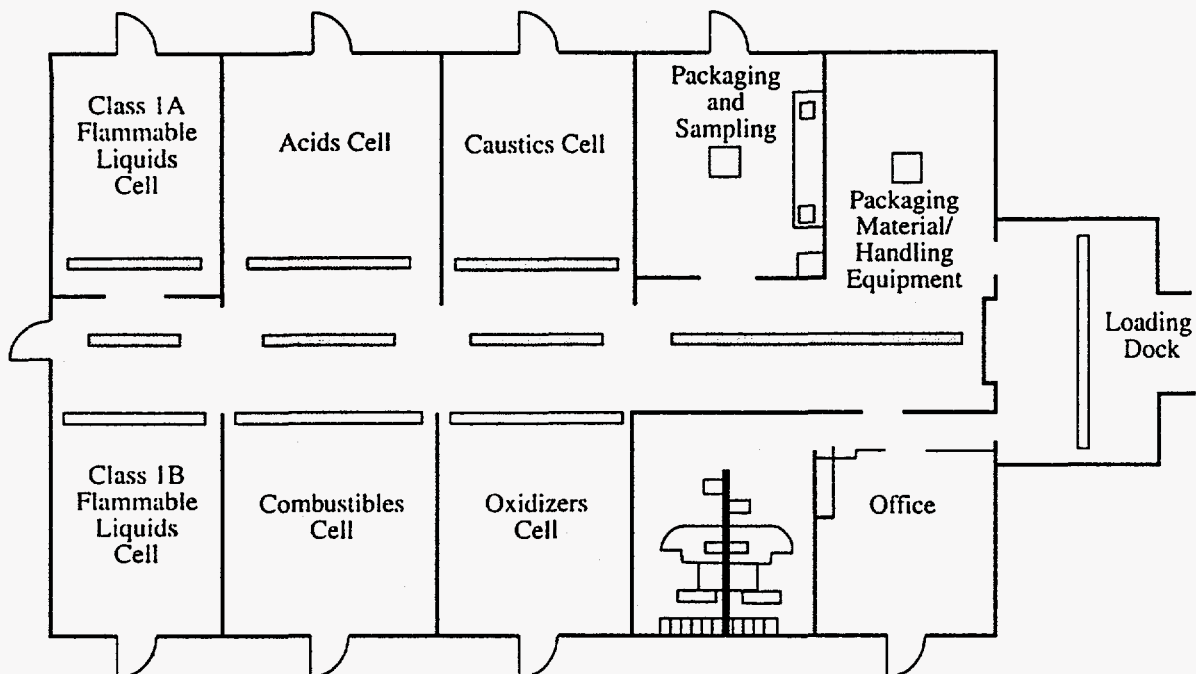 Class 1A
Flammable
Liquids
Cell
Acids Cell
Caustics Cell
Packaging
and
Sampling
Packaging
Material/
Handling
Equipment
Loading
Dock
Class 1B
Flammable
Liquids
Cell
Combustibles
Cell
Oxidizers
Cell
Office